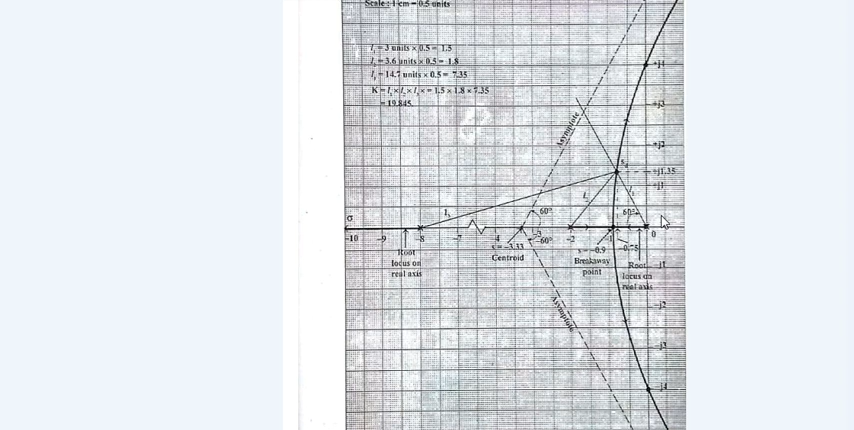 Scale : 1 cm = 0.5 units
l₁ = 3 units × 0.5 = 1.5
l₂ = 3.6 units × 0.5 = 1.8
l₃ = 14.7 units × 0.5 = 7.35
K = l₁ × l₂ × l₃ = 1.5 × 1.8 × 7.35
= 19.845
+j4
+j3
Asymptote
+j2
+j1.35
+j1
60°
60°
σ
-10 -9 -8 -7 -4 -2 -1 0
-60°
s = -3.33
Centroid
s = -0.9
Breakaway
point
-0.75
Root
locus on
real axis
Root
locus on
real axis
-j1
-j2
Asymptote
-j3
-j4